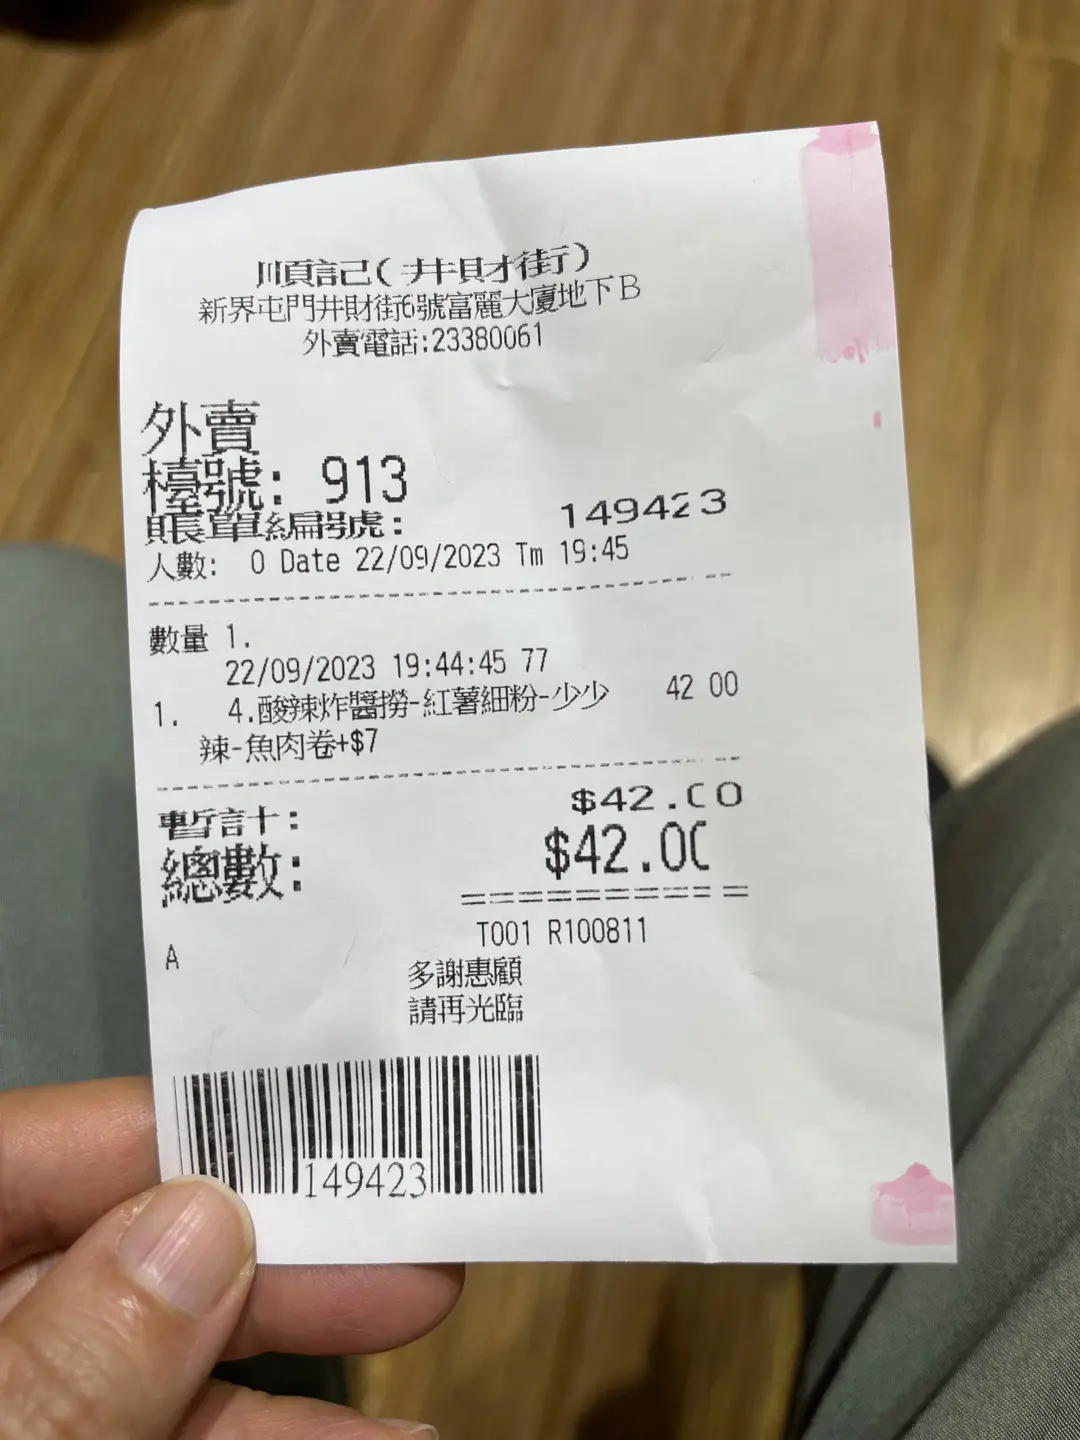 順記(井財街)
新界屯門井財街6號富麗大廈地下B
外賣電話:23380061
外賣
檯號: 913
賬單編號: 149423
人數: 0 Date 22/09/2023 Tm 19:45
數量 1.
22/09/2023 19:44:45 77
1. 4.酸辣炸醬撈-紅薯細粉-少少 42 00
辣-魚肉卷+$7
暫計: $42.00
總數: $42.00
T001 R100811
A
多謝惠顧
請再光臨
149423